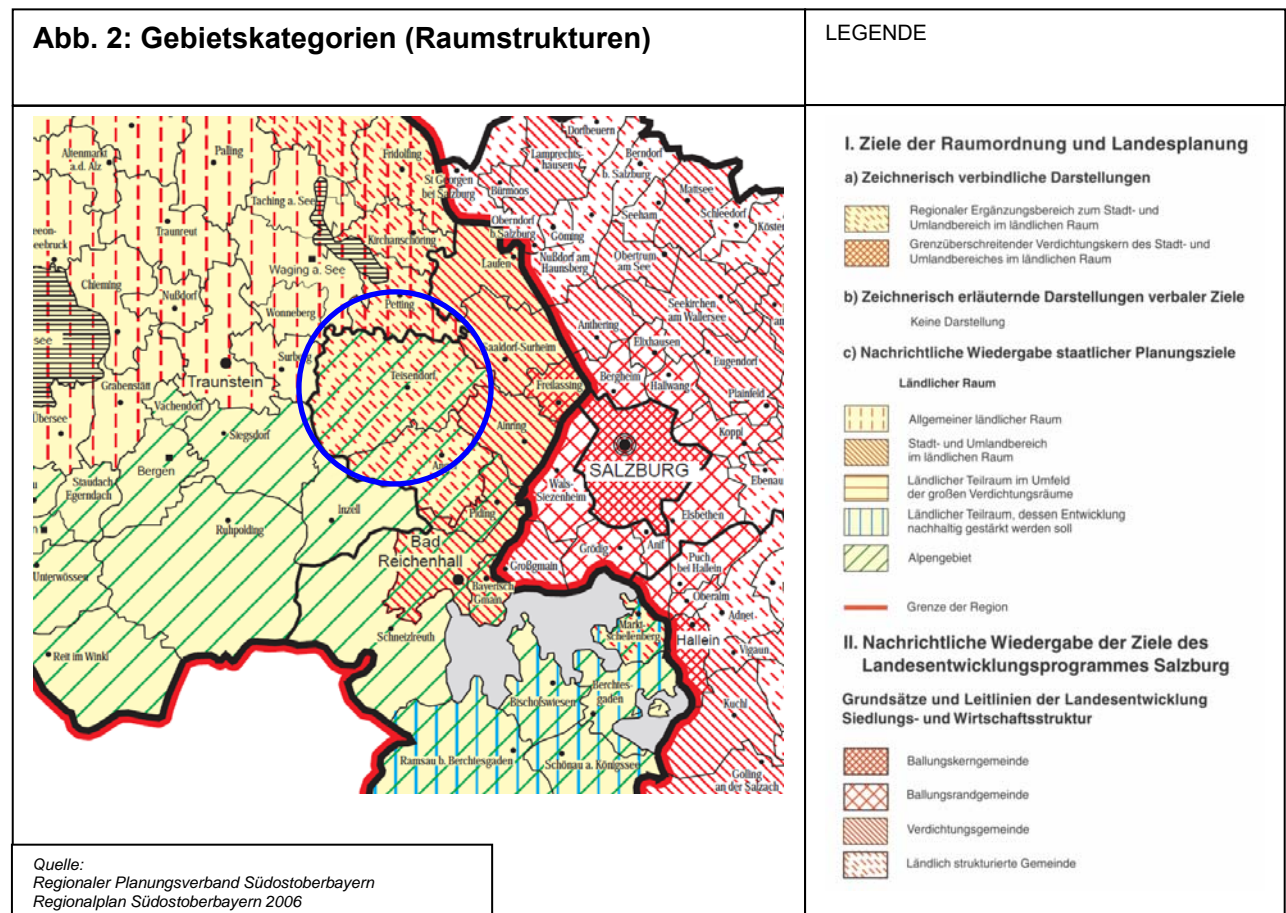 Abb. 2: Gebietskategorien (Raumstrukturen)
LEGENDE
Altenmarkt
a.d. Alz
Palling
Fridolfing
St Georgen
bei Salzburg
Dorfbeuern
Lamprechts-
hausen
Berndorf
b. Salzburg
Bürmoos
Mattsee
Taching a. See
Seeham
Schleedorf
Traunreut
Oberndorf
b. Salzburg
Göming
Kirchanschöring
Obertrum
am See
Nußdorf am
Haunsberg
Laufen
Waging a. See
Chieming
Nußdorf
Petting
Seekirchen
am Wallersee
Wonneberg
Anthering
Elixhausen
Saaldorf-Surheim
Surberg
Eugendorf
Bergheim
Hallwang
Grabenstätt
Traunstein
Teisendorf
Freilassing
Plainfeld
Vachendorf
Übersee
Siegsdorf
Ainring
Koppl
SALZBURG
Bergen
Anger
Ebenau
Staudach
Egerndach
Wals-
Siezenheim
Inzell
Piding
Elsbethen
Ruhpolding
Bad
Reichenhall
Grödig
Anif
Puch
bei Hallein
Großgmain
Unterwössen
Bayerisch
Gmain
Oberalm
Adnet
Markt-
schellenberg
Schneizlreuth
Hallein
Vigaun
Reit im Winkl
Berchtes-
gaden
Bischofswiesen
Kuchl
Ramsau b. Berchtesgaden
Schönau a. Königssee
Golling
an der Salzach
I. Ziele der Raumordnung und Landesplanung
a) Zeichnerisch verbindliche Darstellungen
Regionaler Ergänzungsbereich zum Stadt- und
Umlandbereich im ländlichen Raum
Grenzüberschreitender Verdichtungskern des Stadt- und
Umlandbereiches im ländlichen Raum
b) Zeichnerisch erläuternde Darstellungen verbaler Ziele
Keine Darstellung
c) Nachrichtliche Wiedergabe staatlicher Planungsziele
Ländlicher Raum
Allgemeiner ländlicher Raum
Stadt- und Umlandbereich
im ländlichen Raum
Ländlicher Teilraum im Umfeld
der großen Verdichtungsräume
Ländlicher Teilraum, dessen Entwicklung
nachhaltig gestärkt werden soll
Alpengebiet
Grenze der Region
II. Nachrichtliche Wiedergabe der Ziele des
Landesentwicklungsprogrammes Salzburg
Grundsätze und Leitlinien der Landesentwicklung
Siedlungs- und Wirtschaftsstruktur
Ballungskerngemeinde
Ballungsrandgemeinde
Verdichtungsgemeinde
Ländlich strukturierte Gemeinde
Quelle:
Regionaler Planungsverband Südostoberbayern
Regionalplan Südostoberbayern 2006